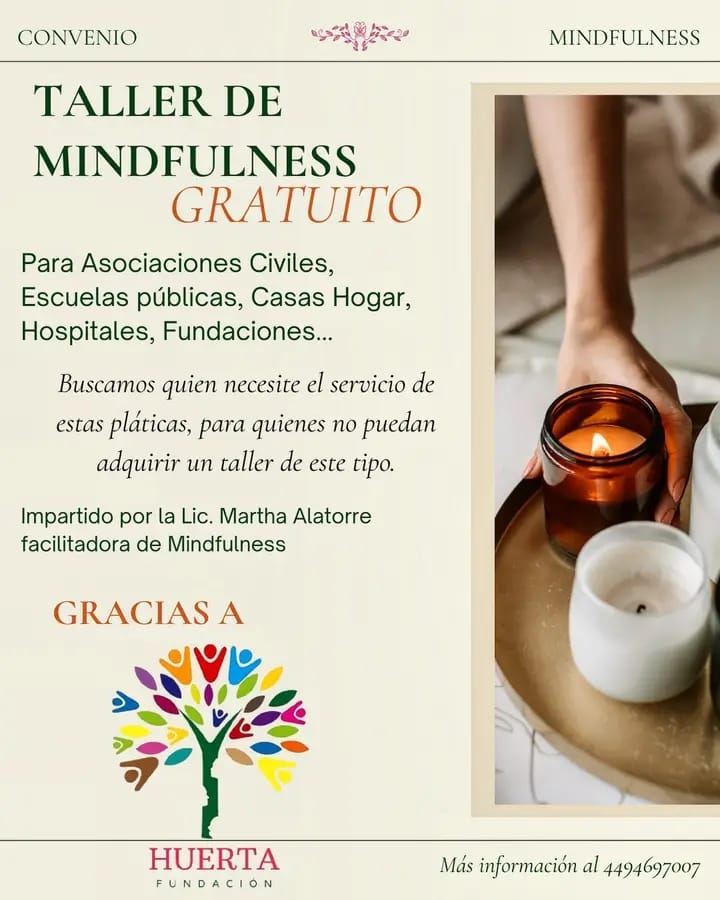 CONVENIO
MINDFULNESS
TALLER DE
MINDFULNESS
GRATUITO
Para Asociaciones Civiles,
Escuelas públicas, Casas Hogar,
Hospitales, Fundaciones...
Buscamos quien necesite el servicio de
estas pláticas, para quienes no puedan
adquirir un taller de este tipo.
Impartido por la Lic. Martha Alatorre
facilitadora de Mindfulness
GRACIAS A
HUERTA
FUNDACIÓN
Más información al 4494697007